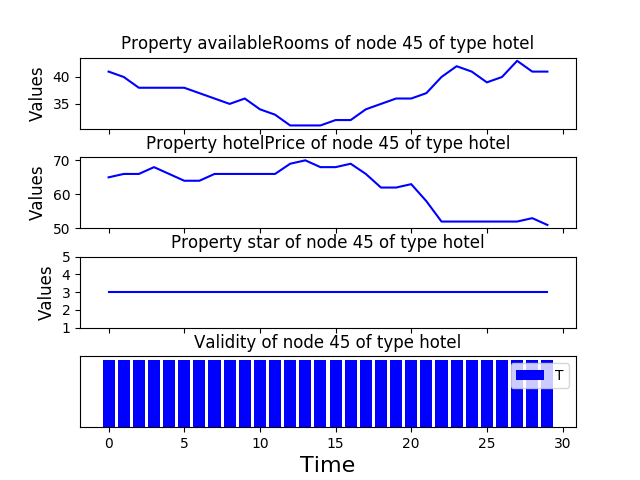 Property availableRooms of node 45 of type hotel
40
35
Values
Property hotelPrice of node 45 of type hotel
70
60
50
Values
Property star of node 45 of type hotel
5
4
3
2
1
Values
Validity of node 45 of type hotel
T
0 5 10 15 20 25 30
Time